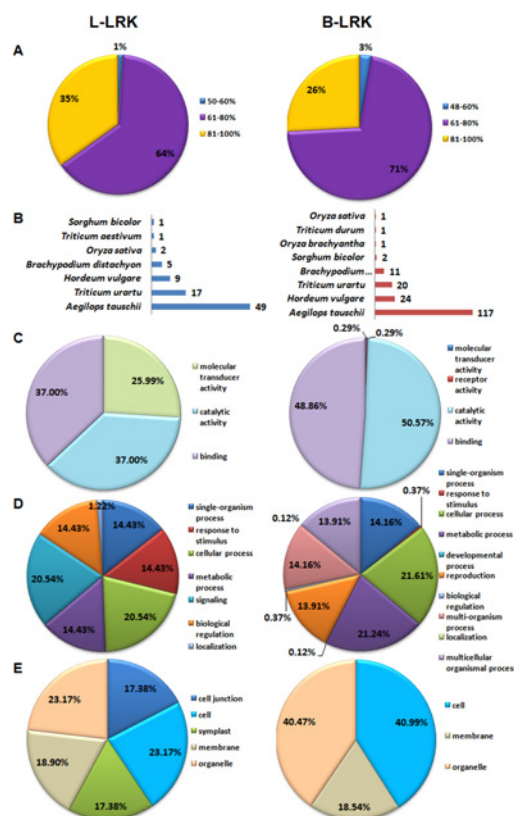 L-LRK
B-LRK
A
1%
35%
64%
50-60%
61-80%
81-100%
3%
26%
71%
48-60%
61-80%
81-100%
B
Sorghum bicolor 1
Triticum aestivum 1
Oryza sativa 2
Brachypodium distachyon 5
Hordeum vulgare 9
Triticum urartu 17
Aegilops tauschii 49
Oryza sativa 1
Triticum durum 1
Oryza brachyantha 1
Sorghum bicolor 2
Brachypodium... 11
Triticum urartu 20
Hordeum vulgare 24
Aegilops tauschii 117
C
37.00%
25.99%
37.00%
molecular
transducer
activity
catalytic
activity
binding
0.29%
0.29%
48.86%
50.57%
molecular
transducer
activity
receptor
activity
catalytic
activity
binding
D
1.22%
14.43%
14.43%
20.54%
14.43%
14.43%
20.54%
single-organism
process
response to
stimulus
cellular process
metabolic
process
signaling
biological
regulation
localization
0.37%
0.12%
13.91%
14.16%
14.16%
21.61%
0.37%
13.91%
21.24%
0.12%
single-organism
process
response to
stimulus
cellular process
metabolic process
developmental
process
reproduction
biological
regulation
multi-organism
process
localization
multicellular
organismal proces
E
23.17%
17.38%
18.90%
23.17%
17.38%
cell junction
cell
symplast
membrane
organelle
40.47%
40.99%
18.54%
cell
membrane
organelle